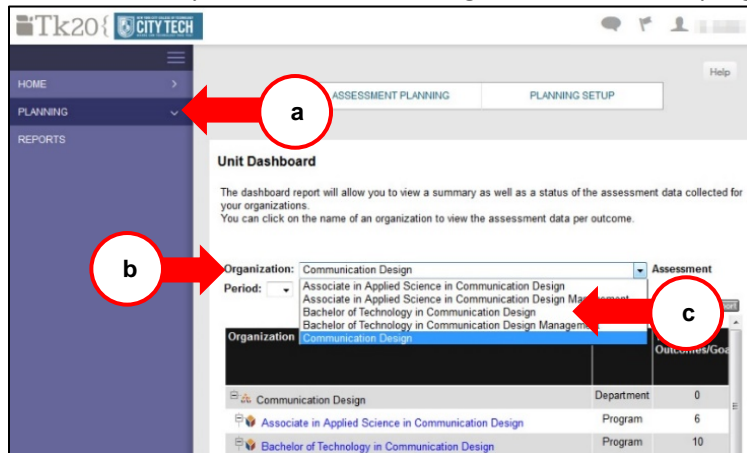 Tk20{ CITY TECH
Help
HOME
PLANNING
REPORTS
ASSESSMENT PLANNING PLANNING SETUP
a
Unit Dashboard
The dashboard report will allow you to view a summary as well as a status of the assessment data collected for
your organizations.
You can click on the name of an organization to view the assessment data per outcome.
b
Organization: Communication Design Assessment
Period:
Associate in Applied Science in Communication Design
Associate in Applied Science in Communication Design Management
Bachelor of Technology in Communication Design
Bachelor of Technology in Communication Design Management
Communication Design
c
Organization
Communication Design Department 0
Associate in Applied Science in Communication Design Program 6
Bachelor of Technology in Communication Design Program 10